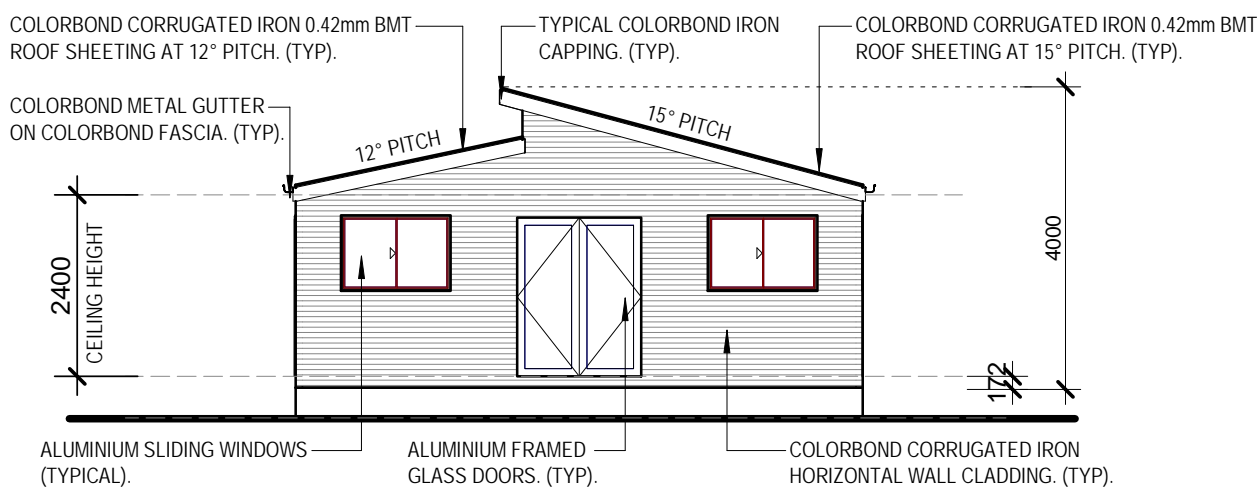 COLORBOND CORRUGATED IRON 0.42mm BMT
ROOF SHEETING AT 12° PITCH. (TYP).
TYPICAL COLORBOND IRON
CAPPING. (TYP).
COLORBOND CORRUGATED IRON 0.42mm BMT
ROOF SHEETING AT 15° PITCH. (TYP).
COLORBOND METAL GUTTER
ON COLORBOND FASCIA. (TYP).
12° PITCH
15° PITCH
2400
CEILING HEIGHT
4000
172
ALUMINIUM SLIDING WINDOWS
(TYPICAL).
ALUMINIUM FRAMED
GLASS DOORS. (TYP).
COLORBOND CORRUGATED IRON
HORIZONTAL WALL CLADDING. (TYP).